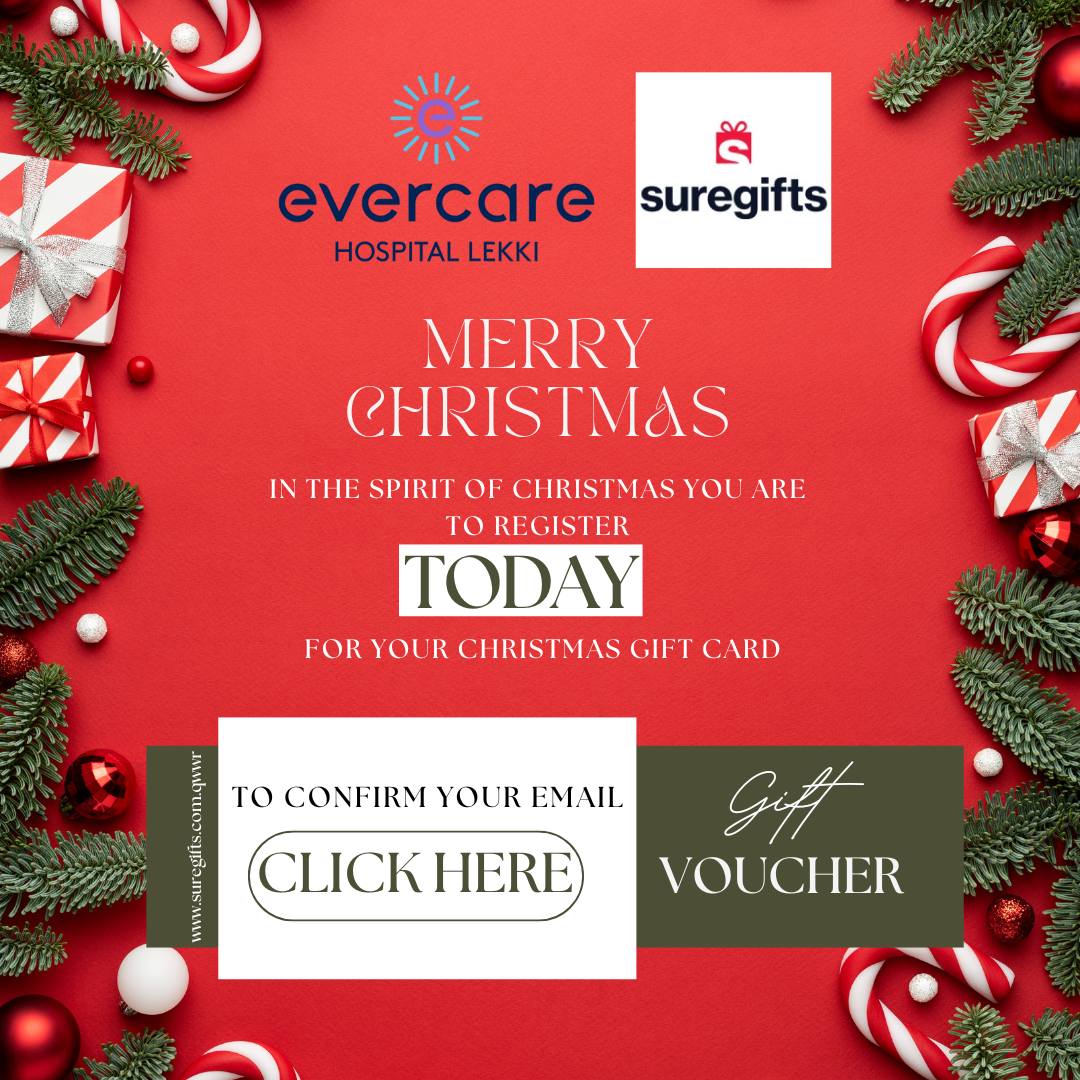 evercare
HOSPITAL LEKKI
suregifts
MERRY
CHRISTMAS
IN THE SPIRIT OF CHRISTMAS YOU ARE
TO REGISTER
TODAY
FOR YOUR CHRISTMAS GIFT CARD
www.suregifts.com.qwwr
TO CONFIRM YOUR EMAIL
CLICK HERE
Gift
VOUCHER